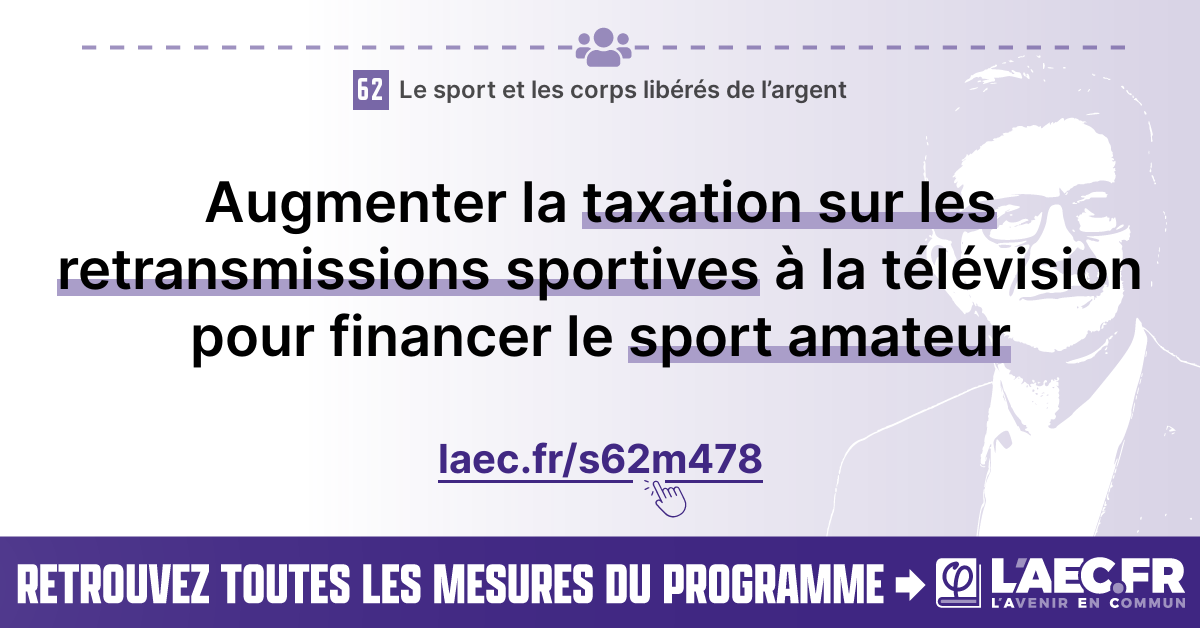 62 Le sport et les corps libérés de l’argent
Augmenter la taxation sur les
retransmissions sportives à la télévision
pour financer le sport amateur
laec.fr/s62m478
RETROUVEZ TOUTES LES MESURES DU PROGRAMME
φ L'AEC.FR
L'AVENIR EN COMMUN